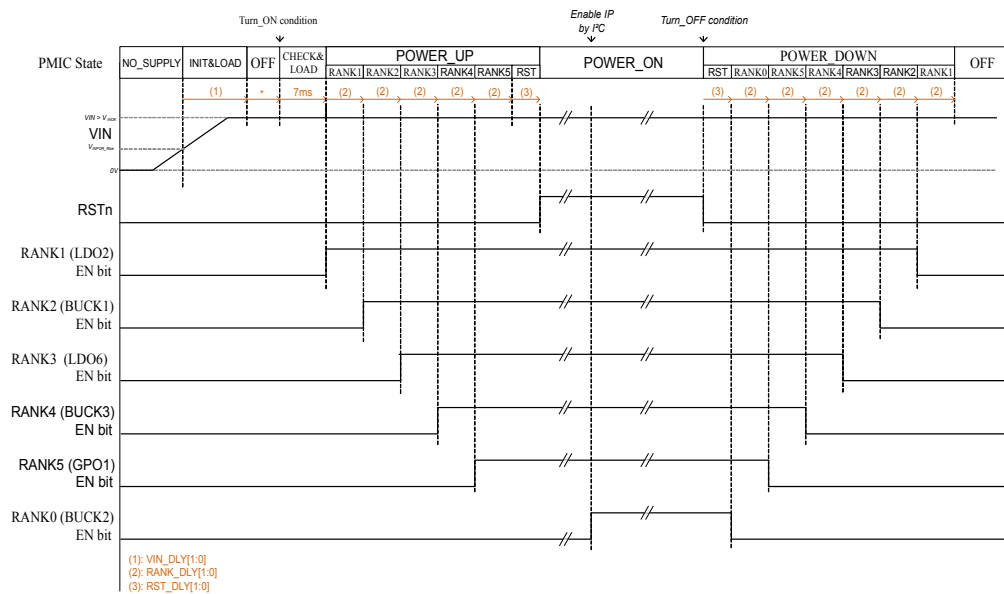 Turn_ON condition
Enable IP
by I²C
Turn_OFF condition
PMIC State
NO_SUPPLY INIT&LOAD OFF CHECK& LOAD POWER_UP POWER_ON POWER_DOWN OFF
RANK1 RANK2 RANK3 RANK4 RANK5 RST RST RANK0 RANK5 RANK4 RANK3 RANK2 RANK1
(1) * 7ms (2) (2) (2) (2) (2) (3) (3) (2) (2) (2) (2) (2) (2)
VIN
0V
RSTn
RANK1 (LDO2)
EN bit
RANK2 (BUCK1)
EN bit
RANK3 (LDO6)
EN bit
RANK4 (BUCK3)
EN bit
RANK5 (GPO1)
EN bit
RANK0 (BUCK2)
EN bit
(1): VIN_DLY[1:0]
(2): RANK_DLY[1:0]
(3): RST_DLY[1:0]